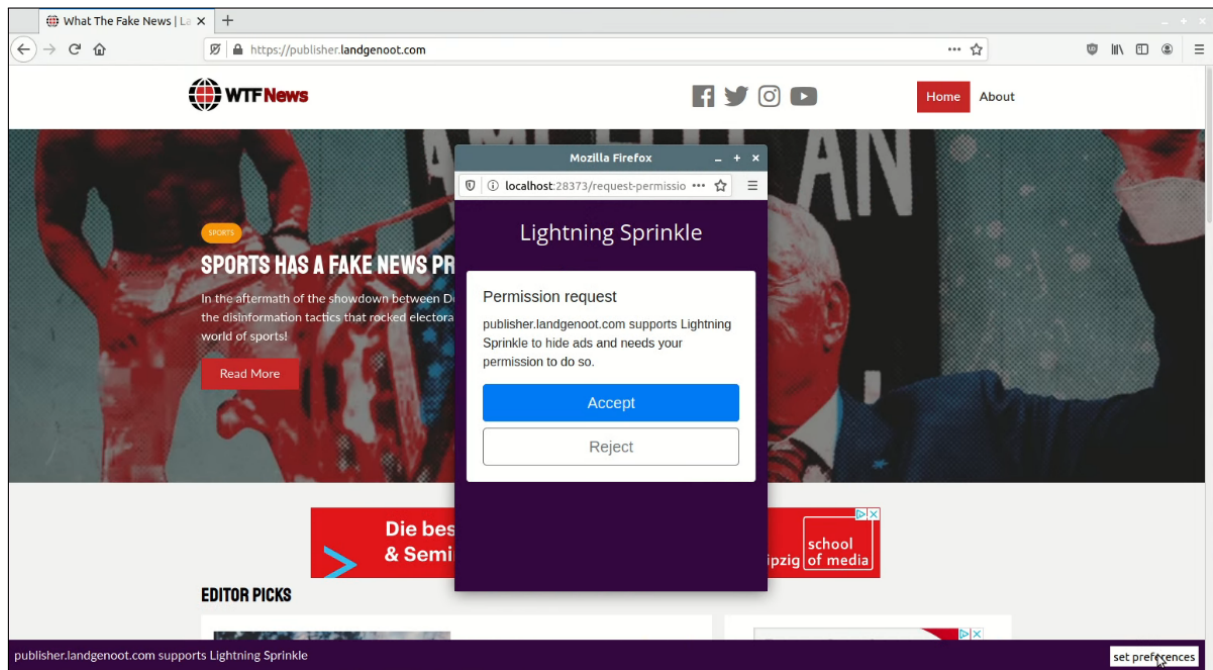 What The Fake News | La
https://publisher.landgenoot.com
WTF News
Home
About
AMERICAN
SPORTS
SPORTS HAS A FAKE NEWS PR
In the aftermath of the showdown between D
the disinformation tactics that rocked electora
world of sports!
Read More
Mozilla Firefox
localhost:28373/request-permissio
Lightning Sprinkle
Permission request
publisher.landgenoot.com supports Lightning
Sprinkle to hide ads and needs your
permission to do so.
Accept
Reject
Die bes
& Semi
school
ipzig of media
EDITOR PICKS
publisher.landgenoot.com supports Lightning Sprinkle
set preferences